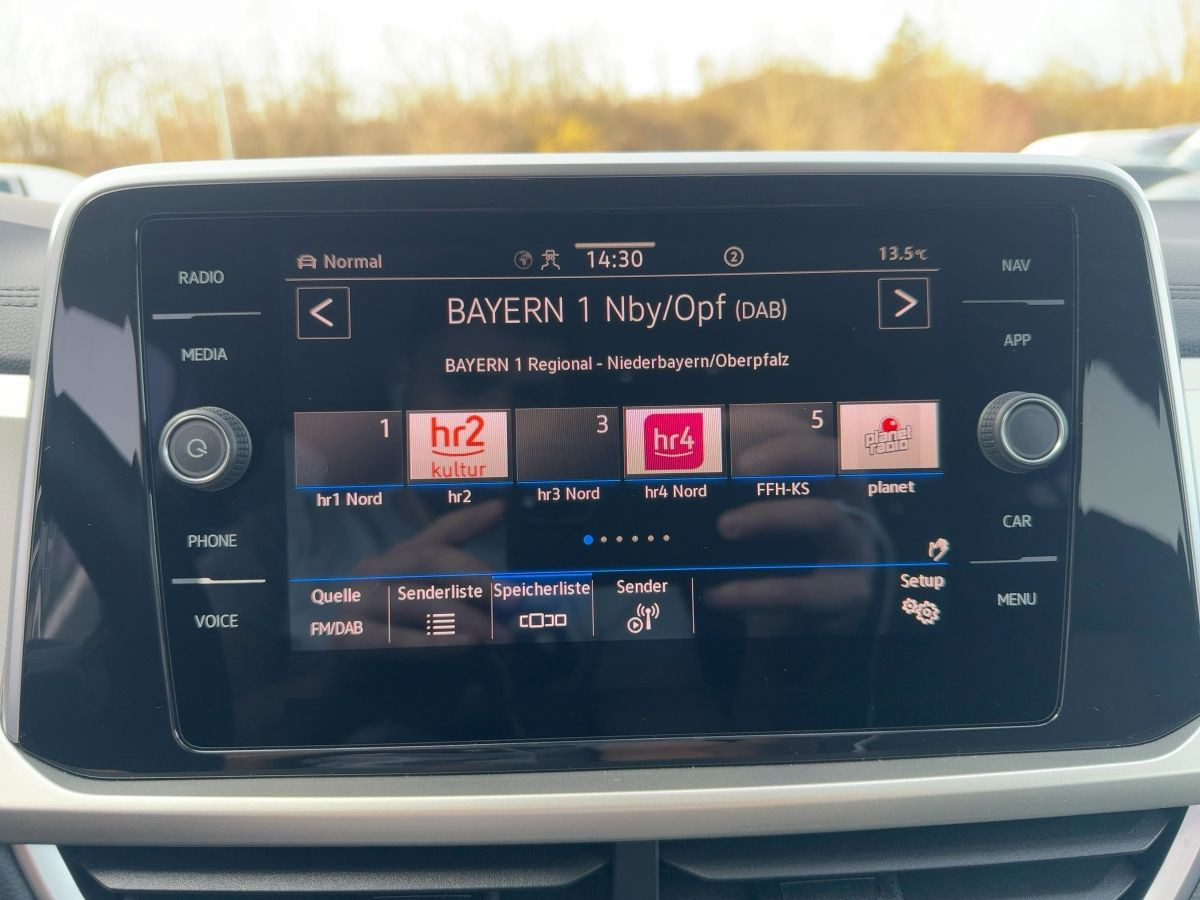 RADIO
MEDIA
PHONE
VOICE
Normal
14:30
2
13.5°C
BAYERN 1 Nby/Opf (DAB)
BAYERN 1 Regional - Niederbayern/Oberpfalz
1
hr2
kultur
3
hr4
5
planet
radio
hr1 Nord
hr2
hr3 Nord
hr4 Nord
FFH-KS
planet
Quelle
FM/DAB
Senderliste
Speicherliste
Sender
Setup
NAV
APP
CAR
MENU